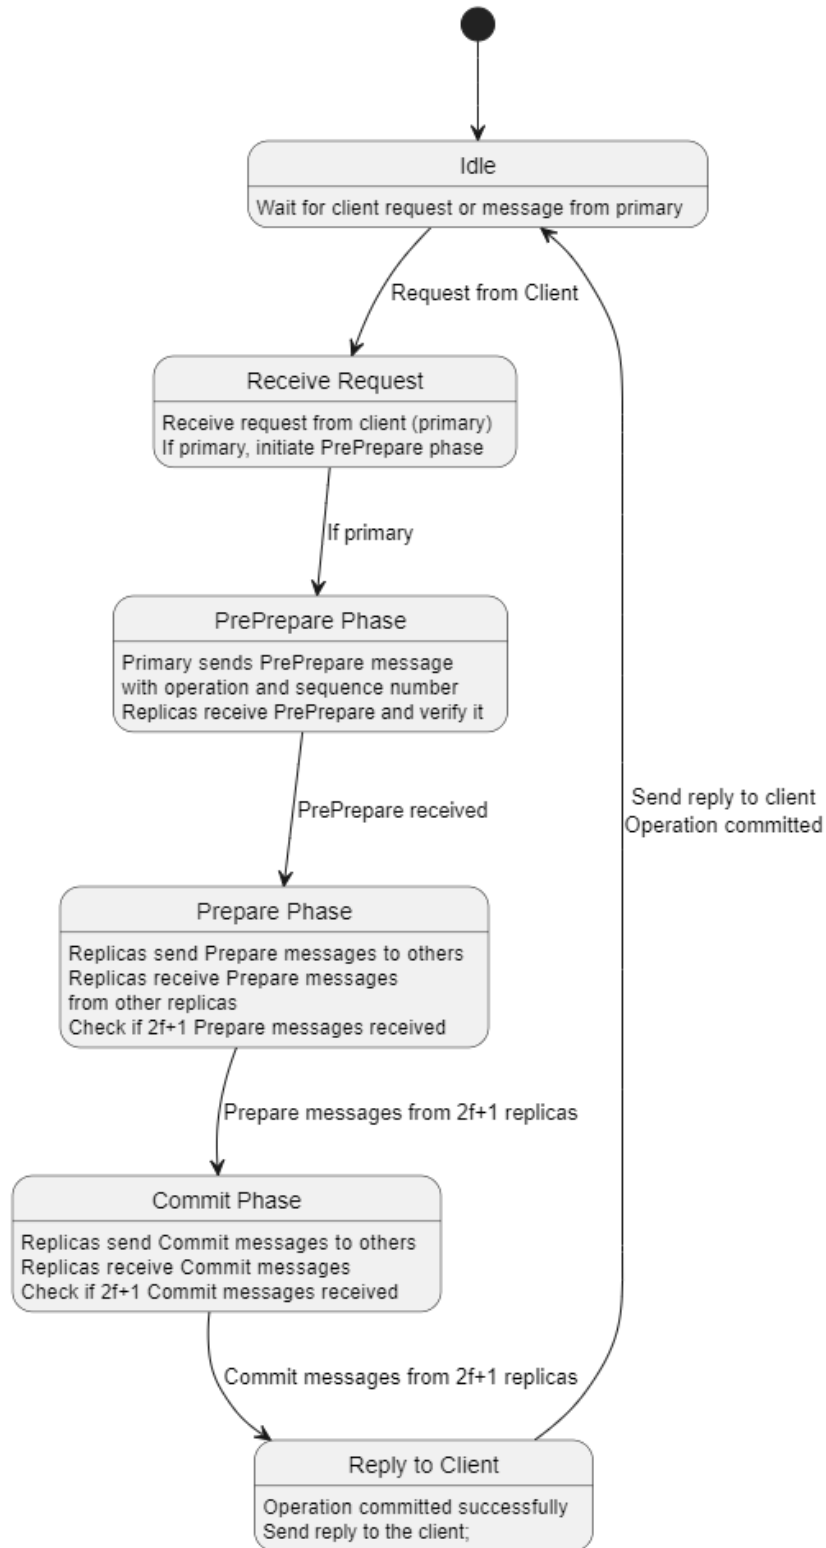 Idle
Wait for client request or message from primary
Request from Client
Receive Request
Receive request from client (primary)
If primary, initiate PrePrepare phase
If primary
PrePrepare Phase
Primary sends PrePrepare message
with operation and sequence number
Replicas receive PrePrepare and verify it
PrePrepare received
Send reply to client
Operation committed
Prepare Phase
Replicas send Prepare messages to others
Replicas receive Prepare messages
from other replicas
Check if 2f+1 Prepare messages received
Prepare messages from 2f+1 replicas
Commit Phase
Replicas send Commit messages to others
Replicas receive Commit messages
Check if 2f+1 Commit messages received
Commit messages from 2f+1 replicas
Reply to Client
Operation committed successfully
Send reply to the client;